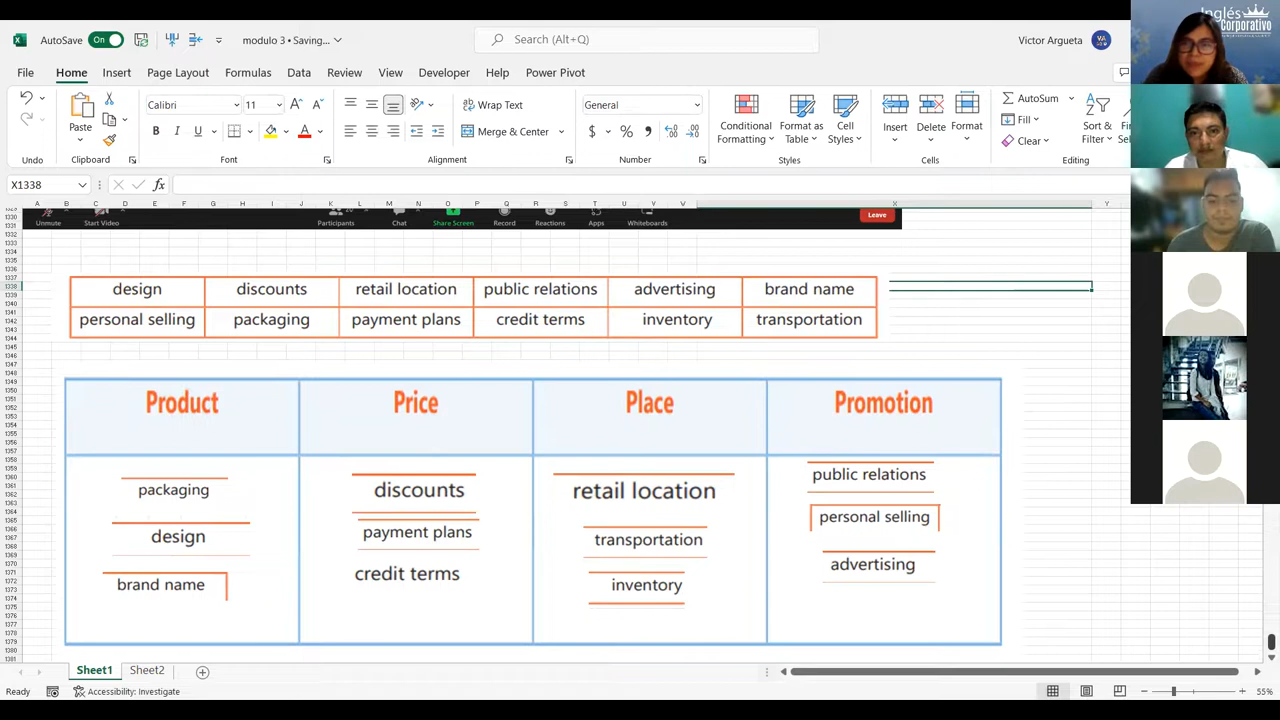 AutoSave On
modulo 3 • Saving...
Search (Alt+Q)
Victor Argueta
VA
Inglés
Corporativo
File Home Insert Page Layout Formulas Data Review View Developer Help Power Pivot
Paste
Calibri 11
B I U
Wrap Text
Merge & Center
General
$ % ,
Conditional Formatting
Format as Table
Cell Styles
Insert Delete Format
AutoSum
Fill
Clear
Sort &
Filter
Undo Clipboard Font Alignment Number Styles Cells Editing
X1338
fx
A B C D E F G H I J K L M N O P Q R S T U V X Y
Unmute Start Video Participants Chat Share Screen Record Reactions Apps Whiteboards Leave
design discounts retail location public relations advertising brand name
personal selling packaging payment plans credit terms inventory transportation
Product Price Place Promotion
packaging discounts retail location public relations
design payment plans transportation personal selling
brand name credit terms inventory advertising
Sheet1 Sheet2
Ready Accessibility: Investigate 55%